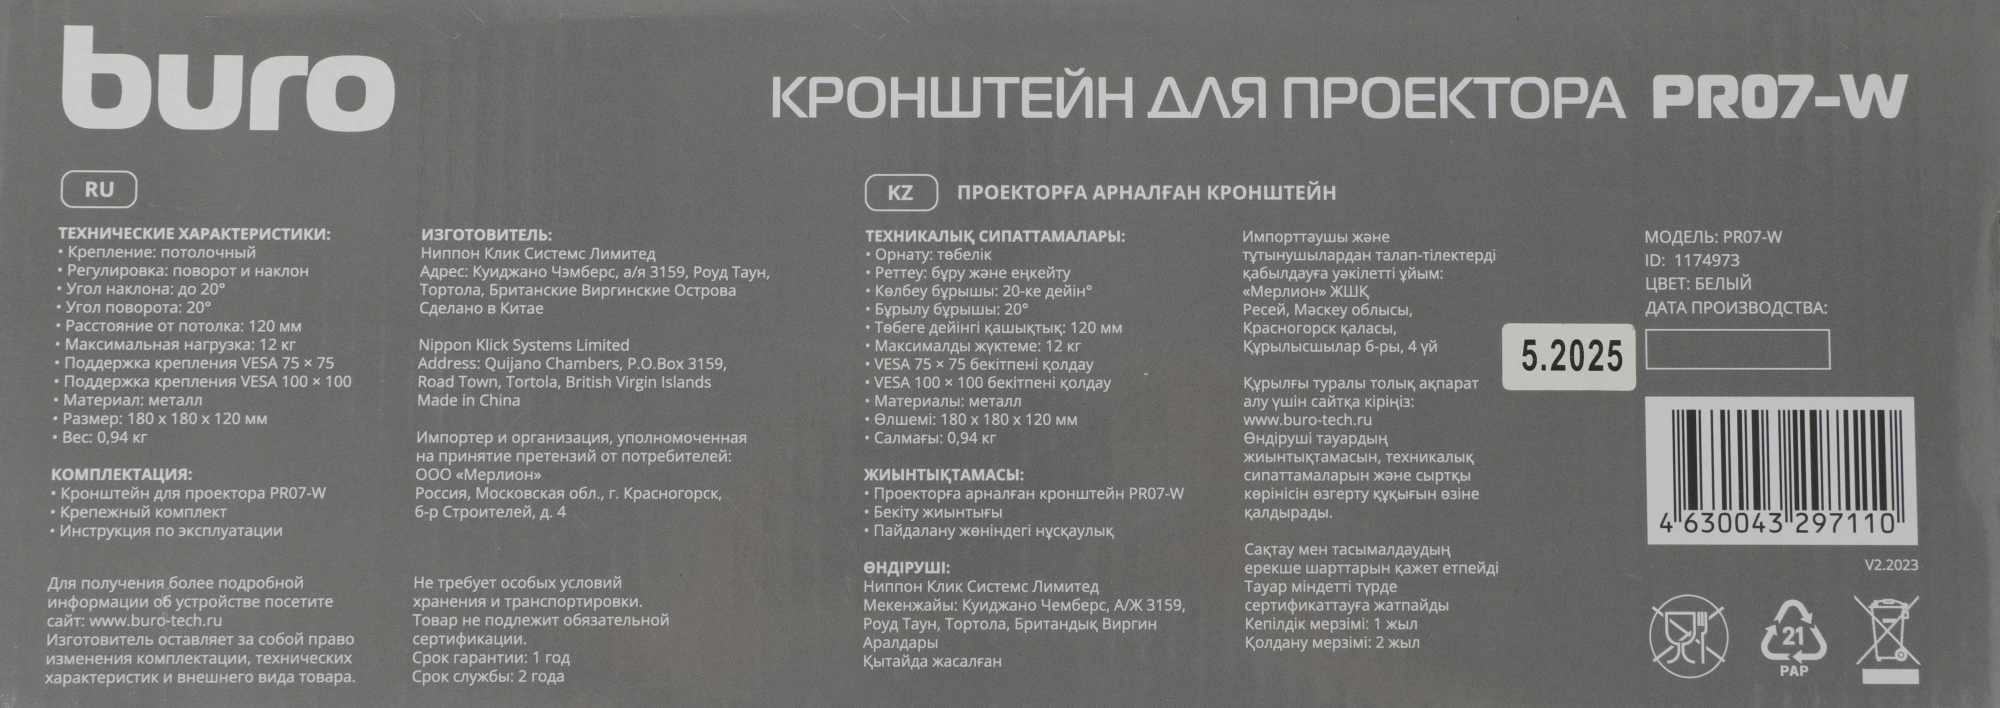 buro
КРОНШТЕЙН ДЛЯ ПРОЕКТОРА PR07-W
RU
ТЕХНИЧЕСКИЕ ХАРАКТЕРИСТИКИ:
• Крепление: потолочный
• Регулировка: поворот и наклон
• Угол наклона: до 20°
• Угол поворота: 20°
• Расстояние от потолка: 120 мм
• Максимальная нагрузка: 12 кг
• Поддержка крепления VESA 75 × 75
• Поддержка крепления VESA 100 × 100
• Материал: металл
• Размер: 180 x 180 x 120 мм
• Вес: 0,94 кг
КОМПЛЕКТАЦИЯ:
• Кронштейн для проектора PR07-W
• Крепежный комплект
• Инструкция по эксплуатации
Для получения более подробной
информации об устройстве посетите
сайт: www.buro-tech.ru
Изготовитель оставляет за собой право
изменения комплектации, технических
характеристик и внешнего вида товара.
ИЗГОТОВИТЕЛЬ:
Ниппон Клик Системс Лимитед
Адрес: Куиджано Чэмберс, а/я 3159, Роуд Таун,
Тортола, Британские Виргинские Острова
Сделано в Китае
Nippon Klick Systems Limited
Address: Quijano Chambers, P.O.Box 3159,
Road Town, Tortola, British Virgin Islands
Made in China
Импортер и организация, уполномоченная
на принятие претензий от потребителей:
ООО «Мерлион»
Россия, Московская обл., г. Красногорск,
б-р Строителей, д. 4
Не требует особых условий
хранения и транспортировки.
Товар не подлежит обязательной
сертификации.
Срок гарантии: 1 год
Срок службы: 2 года
KZ
ПРОЕКТОРҒА АРНАЛҒАН КРОНШТЕЙН
ТЕХНИКАЛЫҚ СИПАТТАМАЛАРЫ:
• Орнату: төбелік
• Реттеу: бұру және еңкейту
• Көлбеу бұрышы: 20-ке дейін°
• Бұрылу бұрышы: 20°
• Төбеге дейінгі қашықтық: 120 мм
• Максималды жүктеме: 12 кг
• VESA 75 × 75 бекітпені қолдау
• VESA 100 × 100 бекітпені қолдау
• Материалы: металл
• Өлшемі: 180 x 180 x 120 мм
• Салмағы: 0,94 кг
ЖИЫНТЫҚТАМАСЫ:
• Проекторға арналған кронштейн PR07-W
• Бекіту жиынтығы
• Пайдалану жөніндегі нұсқаулық
ӨНДІРУШІ:
Ниппон Клик Системс Лимитед
Мекенжайы: Куиджано Чемберс, А/Ж 3159,
Роуд Таун, Тортола, Британдық Виргин
Аралдары
Қытайда жасалған
Импорттаушы және
тұтынушылардан талап-тілектерді
қабылдауға уәкілетті ұйым:
«Мерлион» ЖШҚ
Ресей, Мәскеу облысы,
Красногорск қаласы,
Құрылысшылар б-ры, 4 үй
Құрылғы туралы толық ақпарат
алу үшін сайтқа кіріңіз:
www.buro-tech.ru
Өндіруші тауардың
жиынтықтамасын, техникалық
сипаттамаларын және сыртқы
көрінісін өзгерту құқығын өзіне
қалдырады.
Сақтау мен тасымалдаудың
ерекше шарттарын қажет етпейді
Тауар міндетті түрде
сертификаттауға жатпайды
Кепілдік мерзімі: 1 жыл
Қолдану мерзімі: 2 жыл
МОДЕЛЬ: PR07-W
ID: 1174973
ЦВЕТ: БЕЛЫЙ
ДАТА ПРОИЗВОДСТВА:
5.2025
4 630043 297110
V2.2023
21
PAP